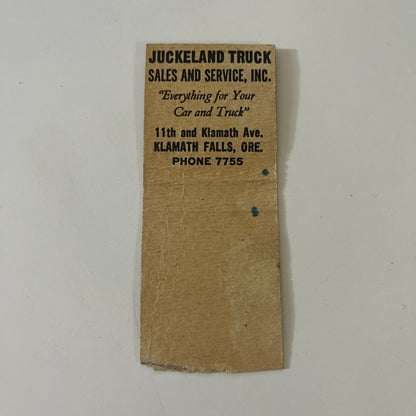 JUCKELAND TRUCK
SALES AND SERVICE, INC.
"Everything for Your
Car and Truck"
11th and Klamath Ave.
KLAMATH FALLS, ORE.
PHONE 7755